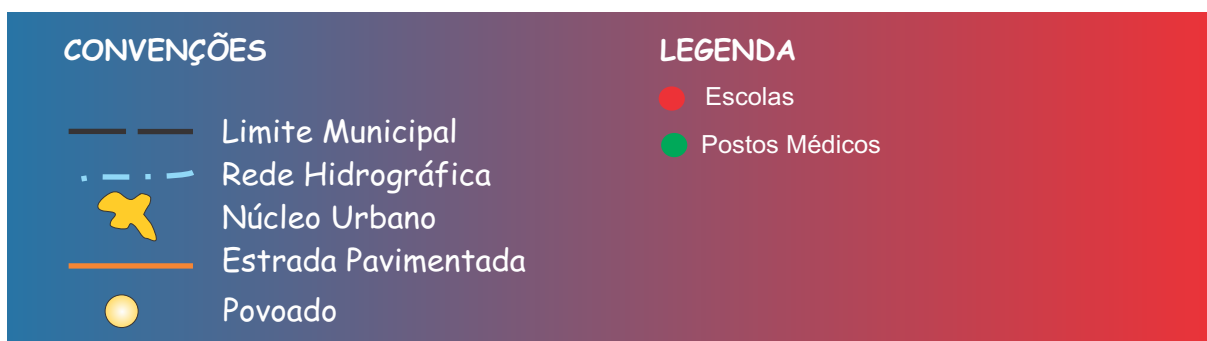 CONVENÇÕES
Limite Municipal
Rede Hidrográfica
Núcleo Urbano
Estrada Pavimentada
Povoado
LEGENDA
Escolas
Postos Médicos